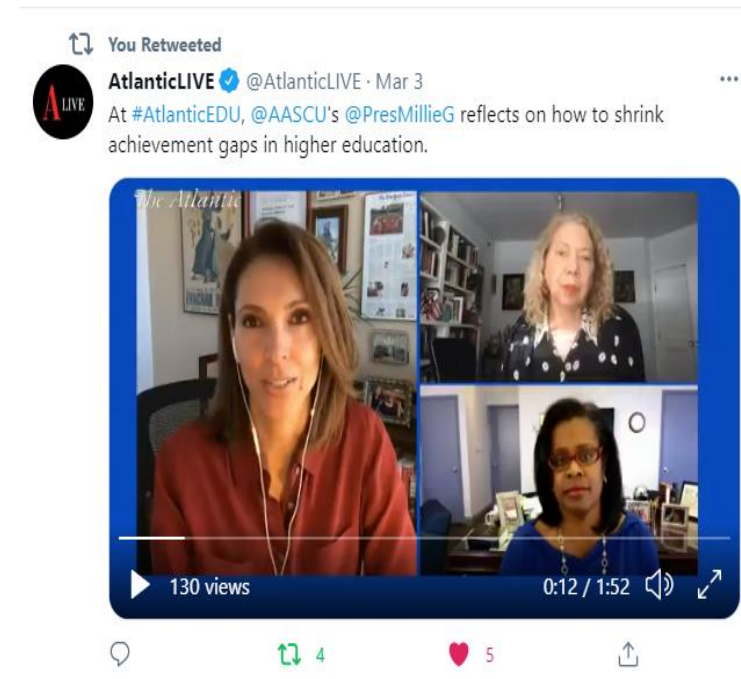 You Retweeted
A LIVE
AtlanticLIVE @AtlanticLIVE · Mar 3
At #AtlanticEDU, @AASCU's @PresMillieG reflects on how to shrink
achievement gaps in higher education.
The Atlantic
130 views
0:12 / 1:52
4
5